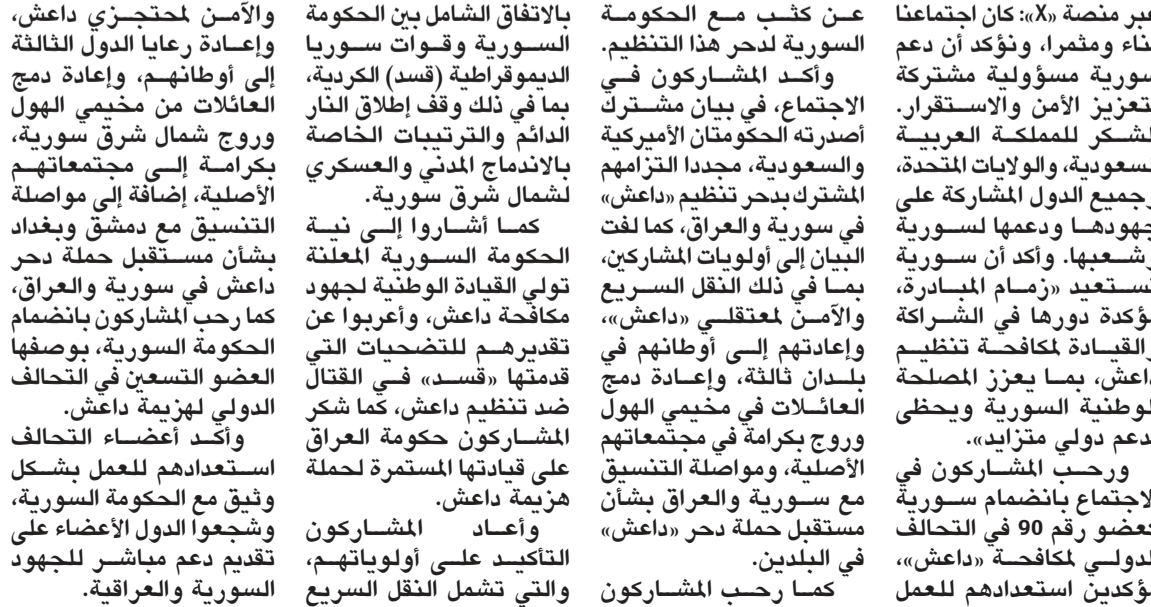 عبر منصة «X»: كان اجتماعنا
بناء ومثمرا، ونؤكد أن دعم
سورية مسؤولية مشتركة
لتعزيز الأمن والاستقرار.
الشكر للمملكة العربية
السعودية، والولايات المتحدة،
وجميع الدول المشاركة على
جهودها ودعمها لسورية
وشعبها. وأكد أن سورية
تستعيد «زمام المبادرة،
مؤكدة دورها في الشراكة
والقيادة لمكافحة تنظيم
داعش، بما يعزز المصلحة
الوطنية السورية ويحظى
بدعم دولي متزايد».
ورحب المشاركون في
الاجتماع بانضمام سورية
كعضو رقم 90 في التحالف
الدولي لمكافحة «داعش»،
مؤكدين استعدادهم للعمل
عن كثب مع الحكومة
السورية لدحر هذا التنظيم.
وأكد المشاركون في
الاجتماع، في بيان مشترك
أصدرته الحكومتان الأميركية
والسعودية، مجددا التزامهم
المشترك بدحر تنظيم «داعش»
في سورية والعراق، كما لفت
البيان إلى أولويات المشاركين،
بما في ذلك النقل السريع
والآمن لمعتقلي «داعش»،
وإعادتهم إلى أوطانهم في
بلدان ثالثة، وإعادة دمج
العائلات في مخيمي الهول
وروج بكرامة في مجتمعاتهم
الأصلية، ومواصلة التنسيق
مع سورية والعراق بشأن
مستقبل حملة دحر «داعش»
في البلدين.
كما رحب المشاركون
بالاتفاق الشامل بين الحكومة
السورية وقوات سوريا
الديموقراطية (قسد) الكردية،
بما في ذلك وقف إطلاق النار
الدائم والترتيبات الخاصة
بالاندماج المدني والعسكري
لشمال شرق سورية.
كما أشاروا إلى نية
الحكومة السورية المعلنة
تولي القيادة الوطنية لجهود
مكافحة داعش، وأعربوا عن
تقديرهم للتضحيات التي
قدمتها «قسد» في القتال
ضد تنظيم داعش، كما شكر
المشاركون حكومة العراق
على قيادتها المستمرة لحملة
هزيمة داعش.
وأعاد المشاركون
التأكيد على أولوياتهم،
والتي تشمل النقل السريع
والآمن لمحتجزي داعش،
وإعادة رعايا الدول الثالثة
إلى أوطانهم، وإعادة دمج
العائلات من مخيمي الهول
وروج شمال شرق سورية،
بكرامة إلى مجتمعاتهم
الأصلية، إضافة إلى مواصلة
التنسيق مع دمشق وبغداد
بشأن مستقبل حملة دحر
داعش في سورية والعراق،
كما رحب المشاركون بانضمام
الحكومة السورية، بوصفها
العضو التسعين في التحالف
الدولي لهزيمة داعش.
وأكد أعضاء التحالف
استعدادهم للعمل بشكل
وثيق مع الحكومة السورية،
وشجعوا الدول الأعضاء على
تقديم دعم مباشر للجهود
السورية والعراقية.